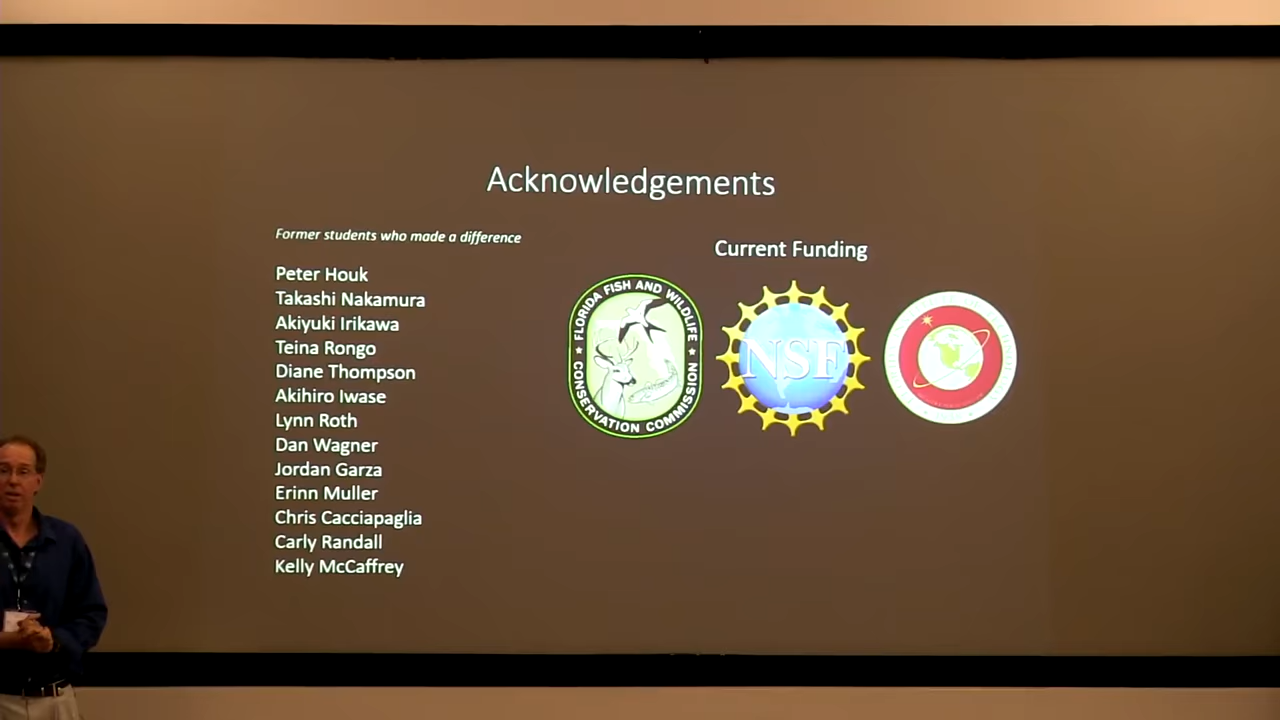 Acknowledgements
Former students who made a difference
Peter Houk
Takashi Nakamura
Akiyuki Irikawa
Teina Rongo
Diane Thompson
Akihiro Iwase
Lynn Roth
Dan Wagner
Jordan Garza
Erinn Muller
Chris Cacciapaglia
Carly Randall
Kelly McCaffrey
Current Funding
FLORIDA FISH AND WILDLIFE
CONSERVATION COMMISSION
NSF